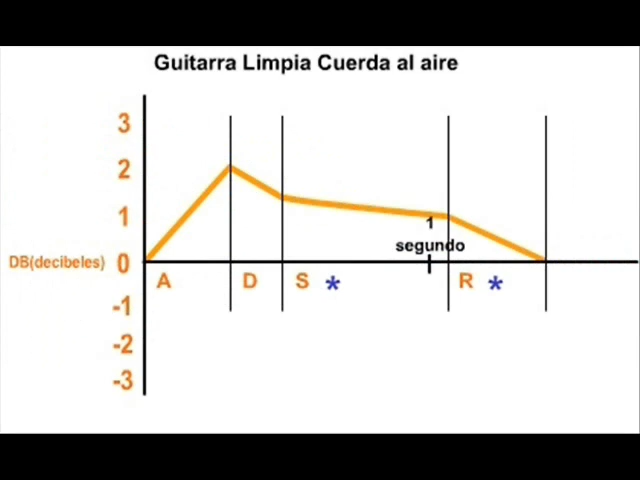 Guitarra Limpia Cuerda al aire
3
2
1
1
segundo
DB(decibeles) 0
A D S * R *
-1
-2
-3